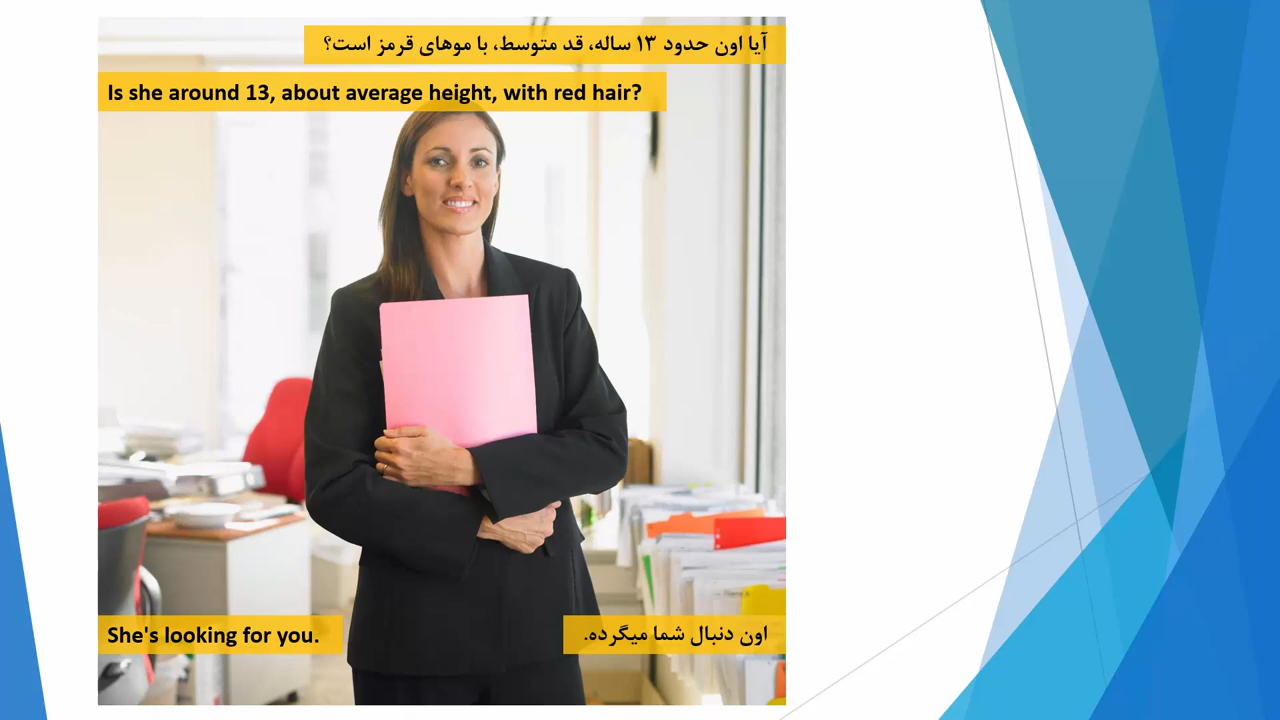 آیا اون حدود ۱۳ ساله، قد متوسط، با موهای قرمز است؟
Is she around 13, about average height, with red hair?
She's looking for you.
اون دنبال شما میگرده.